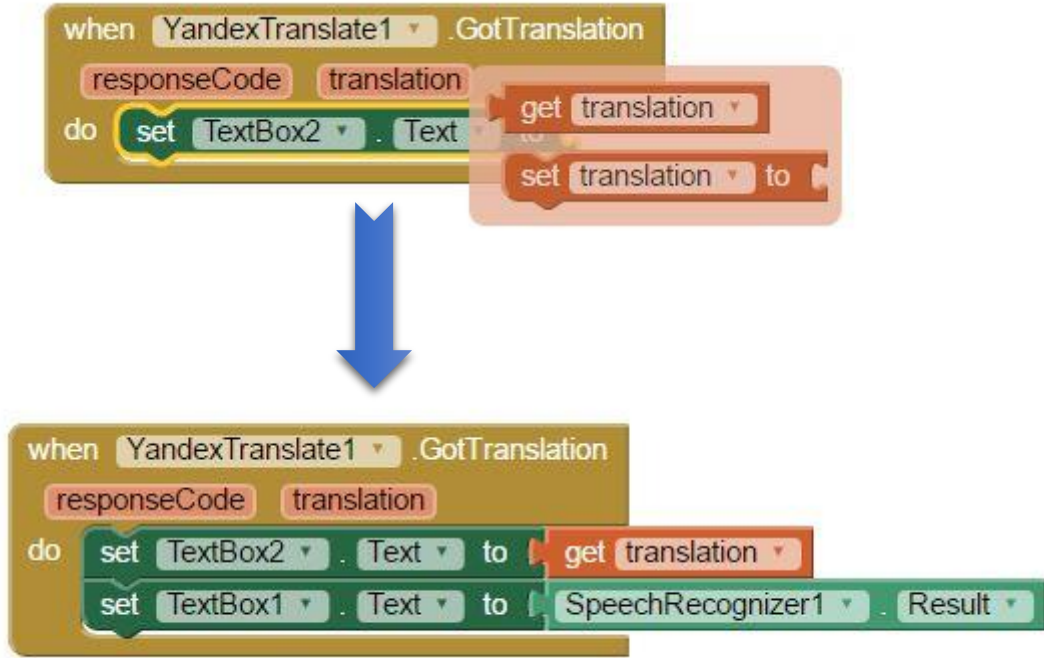 when YandexTranslate1 .GotTranslation
responseCode translation
do set TextBox2 . Text to
get translation
set translation to
when YandexTranslate1 .GotTranslation
responseCode translation
do set TextBox2 . Text to get translation
set TextBox1 . Text to SpeechRecognizer1 . Result